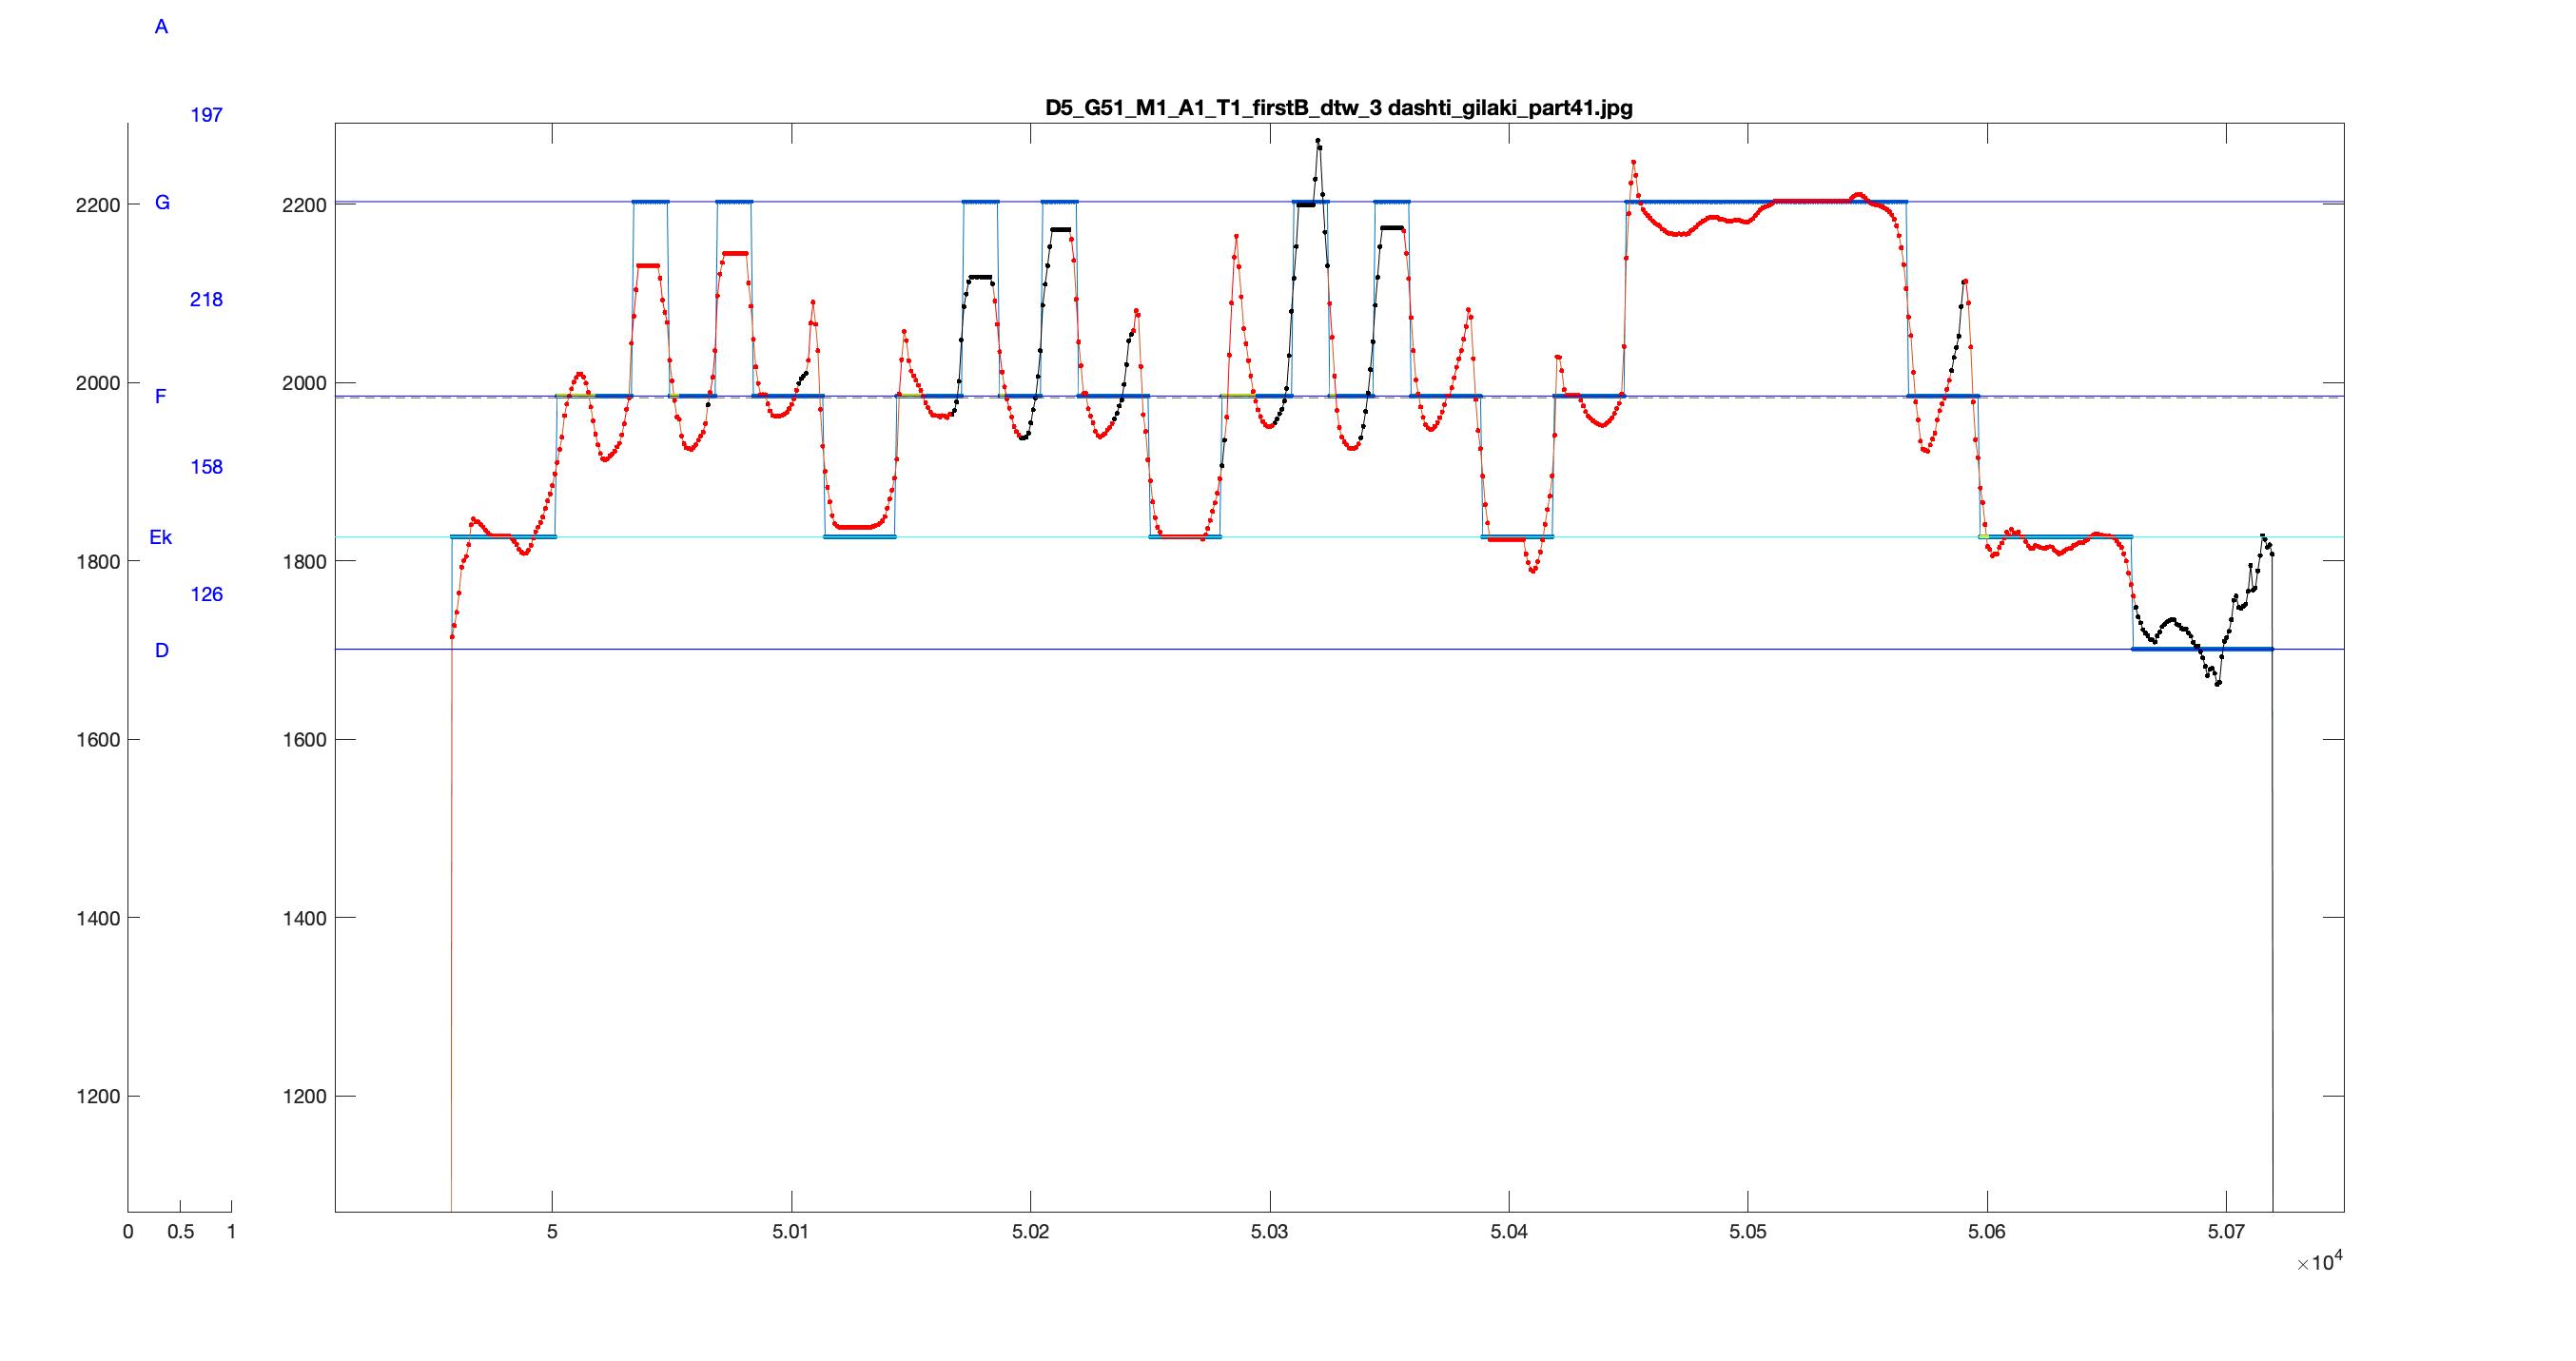 A
197
D5_G51_M1_A1_T1_firstB_dtw_3 dashti_gilaki_part41.jpg
2200 G 2200
218
2000 F 2000
158
1800 Ek 1800
126
D
1600 1600
1400 1400
1200 1200
0 0.5 1 5 5.01 5.02 5.03 5.04 5.05 5.06 5.07
×10^4